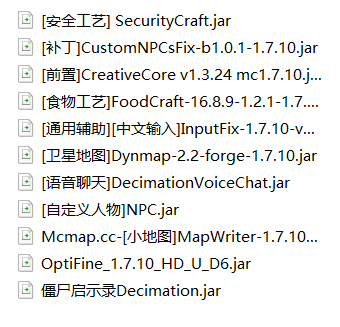 [安全工艺] SecurityCraft.jar
[补丁]CustomNPCsFix-b1.0.1-1.7.10.jar
[前置]CreativeCore v1.3.24 mc1.7.10.j...
[食物工艺]FoodCraft-16.8.9-1.2.1-1.7....
[通用辅助][中文输入]InputFix-1.7.10-v...
[卫星地图]Dynmap-2.2-forge-1.7.10.jar
[语音聊天]DecimationVoiceChat.jar
[自定义人物]NPC.jar
Mcmap.cc-[小地图]MapWriter-1.7.10...
OptiFine_1.7.10_HD_U_D6.jar
僵尸启示录Decimation.jar